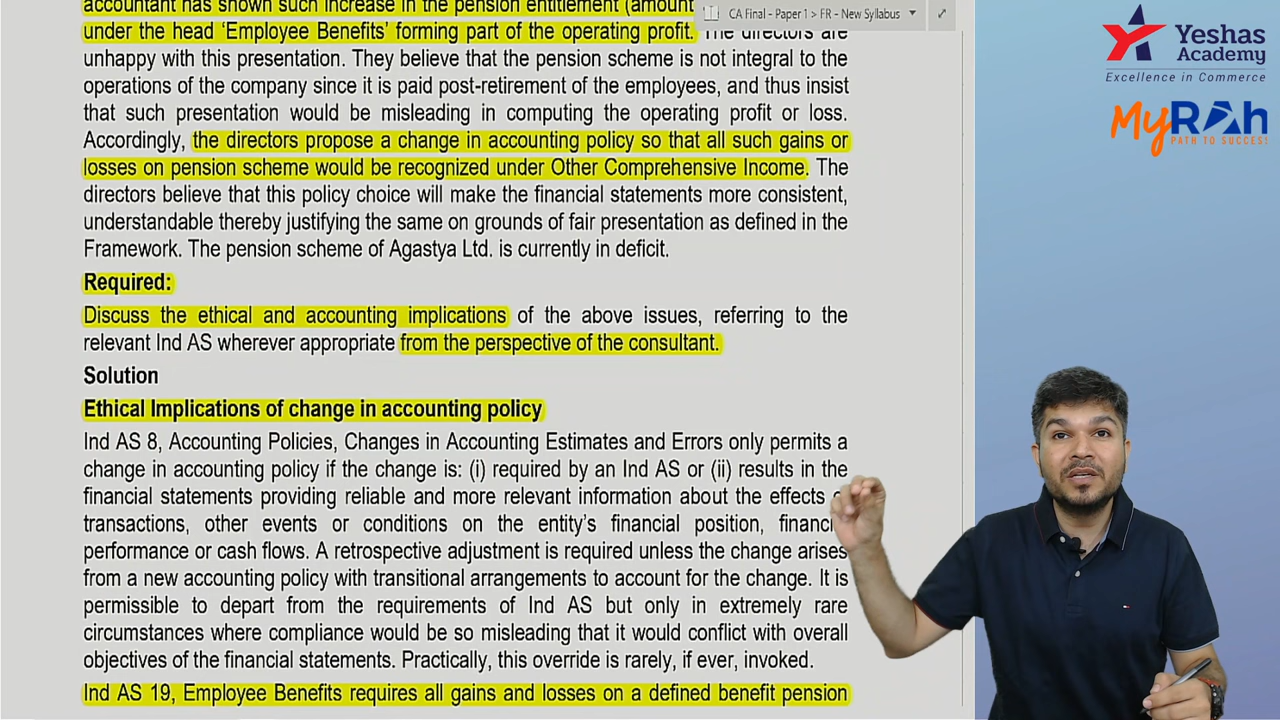 accountant has shown such increase in the pension entitlement (amount
under the head 'Employee Benefits' forming part of the operating profit. The directors are
unhappy with this presentation. They believe that the pension scheme is not integral to the
operations of the company since it is paid post-retirement of the employees, and thus insist
that such presentation would be misleading in computing the operating profit or loss.
Accordingly, the directors propose a change in accounting policy so that all such gains or
losses on pension scheme would be recognized under Other Comprehensive Income. The
directors believe that this policy choice will make the financial statements more consistent,
understandable thereby justifying the same on grounds of fair presentation as defined in the
Framework. The pension scheme of Agastya Ltd. is currently in deficit.
Required:
Discuss the ethical and accounting implications of the above issues, referring to the
relevant Ind AS wherever appropriate from the perspective of the consultant.
Solution
Ethical Implications of change in accounting policy
Ind AS 8, Accounting Policies, Changes in Accounting Estimates and Errors only permits a
change in accounting policy if the change is: (i) required by an Ind AS or (ii) results in the
financial statements providing reliable and more relevant information about the effects
transactions, other events or conditions on the entity's financial position,
performance or cash flows. A retrospective adjustment is required unless the change arises
from a new accounting policy with transitional arrangements to account for the change. It is
permissible to depart from the requirements of Ind AS but only in extremely rare
circumstances where compliance would be so misleading that it would conflict with overall
objectives of the financial statements. Practically, this override is rarely, if ever, invoked.
Ind AS 19, Employee Benefits requires all gains and losses on a defined benefit pension
CA Final - Paper 1 > FR - New Syllabus
Yeshas
Academy
Excellence in Commerce
MyRAh
PATH TO SUCCESS